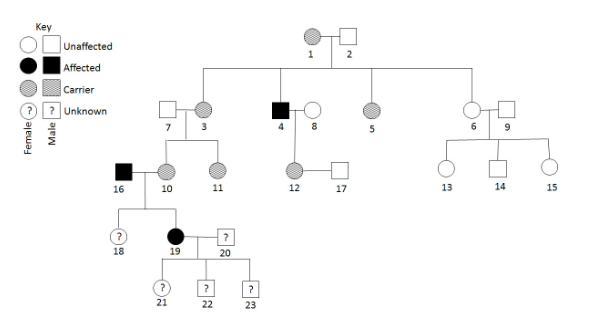 Key
Unaffected
Affected
Carrier
? ? Unknown
Female
Male
1 2
7 3 4 8 5 6 9
16 10 11 12 17 13 14 15
? ?
18 19 20
? ? ?
21 22 23